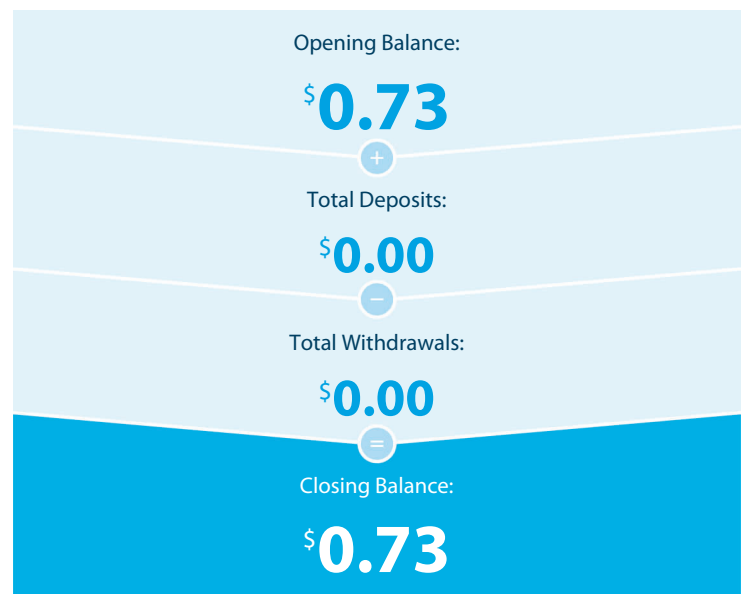 Opening Balance:
$0.73
+
Total Deposits:
$0.00
−
Total Withdrawals:
$0.00
=
Closing Balance:
$0.73